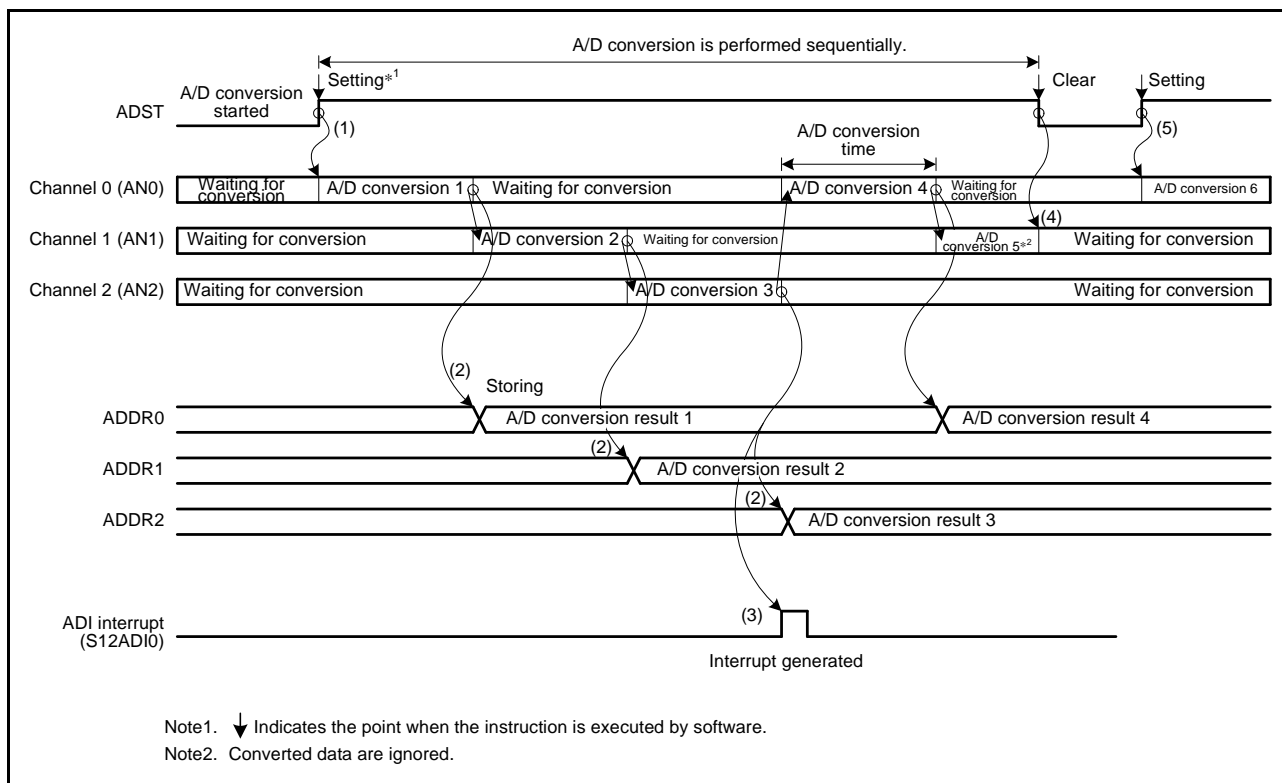 A/D conversion is performed sequentially.
Setting*1
Clear
Setting
ADST
A/D conversion
started
(1)
(5)
A/D conversion
time
Channel 0 (AN0)
Waiting for
conversion
A/D conversion 1
Waiting for conversion
A/D conversion 4
Waiting for
conversion
A/D conversion 6
(4)
Channel 1 (AN1)
Waiting for conversion
A/D conversion 2
Waiting for conversion
A/D
conversion 5*2
Waiting for conversion
Channel 2 (AN2)
Waiting for conversion
A/D conversion 3
Waiting for conversion
(2)
Storing
ADDR0
A/D conversion result 1
A/D conversion result 4
(2)
ADDR1
A/D conversion result 2
(2)
ADDR2
A/D conversion result 3
ADI interrupt
(S12ADI0)
(3)
Interrupt generated
Note1. Indicates the point when the instruction is executed by software.
Note2. Converted data are ignored.